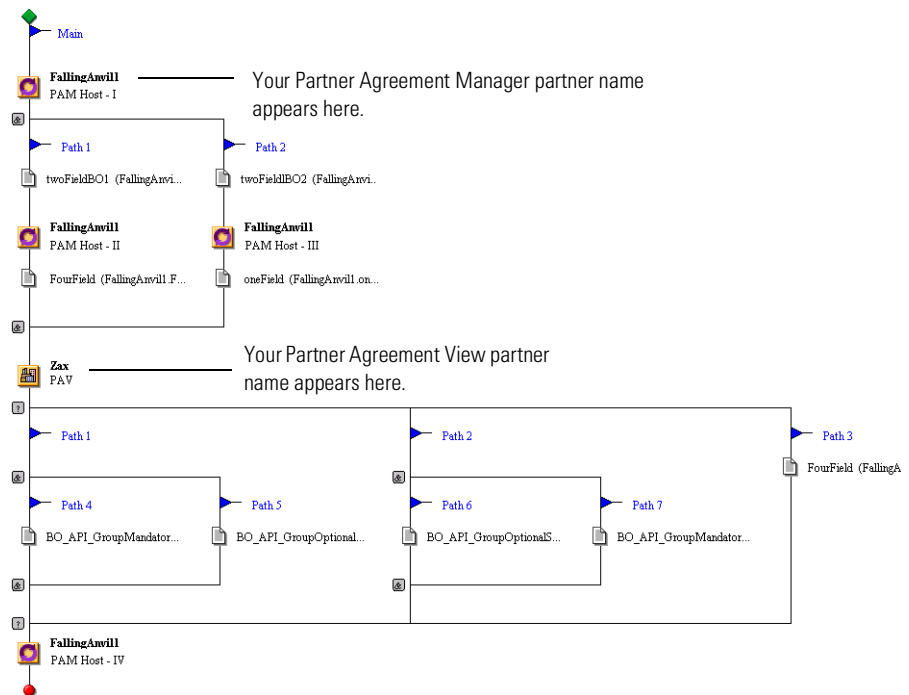 Main
FallingAnvil1
PAM Host - I
Your Partner Agreement Manager partner name
appears here.
&
Path 1
Path 2
twoFieldBO1 (FallingAnvi...
twoFieldlBO2 (FallingAnvi..
FallingAnvil1
PAM Host - II
FallingAnvil1
PAM Host - III
FourField (FallingAnvil1.F...
oneField (FallingAnvil1.on...
&
Zax
PAV
Your Partner Agreement View partner
name appears here.
?
Path 1
Path 2
Path 3
FourField (FallingA
&
&
Path 4
Path 5
Path 6
Path 7
BO_API_GroupMandator...
BO_API_GroupOptional...
BO_API_GroupOptionalS...
BO_API_GroupMandator...
&
&
?
FallingAnvil1
PAM Host - IV